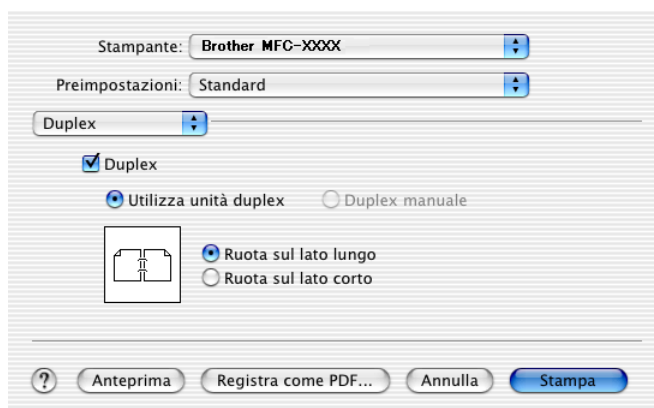 Stampante: Brother MFC-XXXX
Preimpostazioni: Standard
Duplex
Duplex
Utilizza unità duplex Duplex manuale
Ruota sul lato lungo
Ruota sul lato corto
? Anteprima Registra come PDF... Annulla Stampa